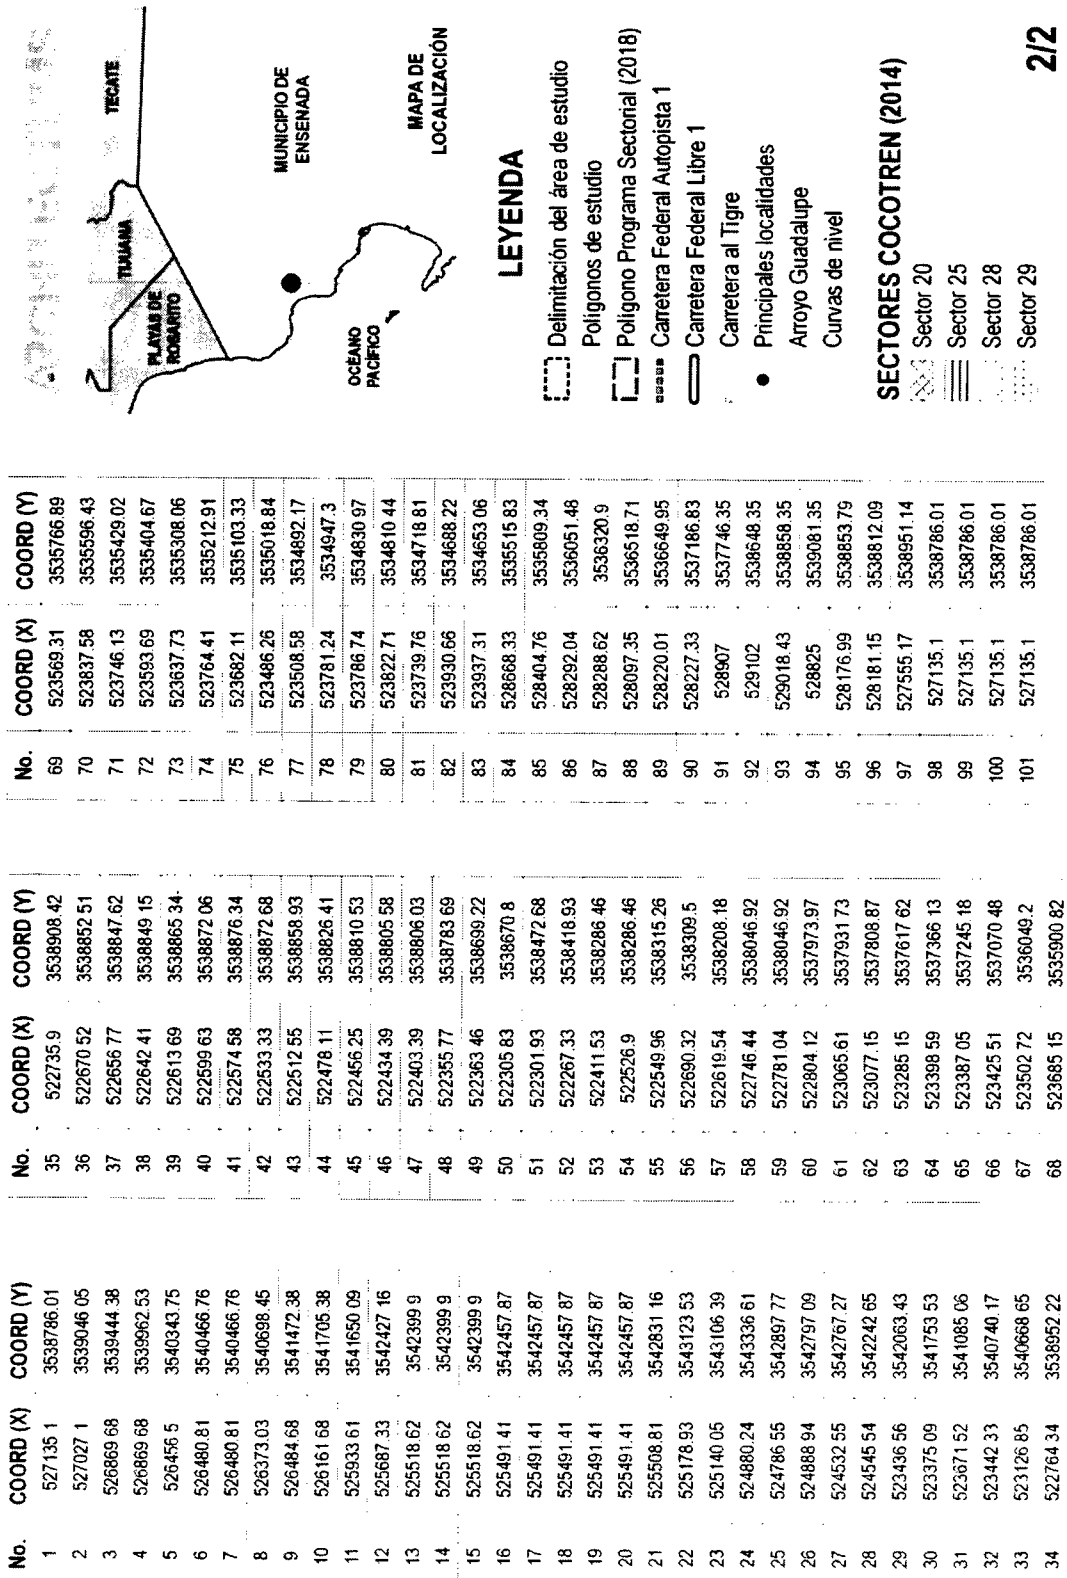 No. COORD (X) COORD (Y)
1 527135 1 3538786.01
2 527027 1 3539046 05
3 526869 68 3539444.38
4 526869 68 3539962.53
5 526456 5 3540343.75
6 526480.81 3540466.76
7 526480.81 3540466.76
8 526373.03 3540698.45
9 526484.68 3541472.38
10 526161 68 3541705.38
11 525933 61 3541650 09
12 525687.33 3542427 16
13 525518.62 3542399 9
14 525518 62 3542399 9
15 525518.62 3542399 9
16 525491.41 3542457.87
17 525491.41 3542457.87
18 525491.41 3542457 87
19 525491.41 3542457 87
20 525491.41 3542457.87
21 525508.81 3542831 16
22 525178.93 3543123 53
23 525140 05 3543106 39
24 524880.24 3543336 61
25 524786 55 3542897 77
26 524888 94 3542797 09
27 524532 55 3542767.27
28 524545 54 3542242 65
29 523436 56 3542063.43
30 523375 09 3541753 53
31 523671 52 3541085 06
32 523442 33 3540740.17
33 523126 85 3540668 65
34 522764 34 3538952.22
No. COORD (X) COORD (Y)
35 522735.9 3538908.42
36 522670 52 3538852 51
37 522656 77 3538847.62
38 522642 41 3538849 15
39 522613 69 3538865 34
40 522599 63 3538872 06
41 522574 58 3538876.34
42 522533.33 3538872.68
43 522512 55 3538858.93
44 522478.11 3538826.41
45 522456.25 3538810 53
46 522434 39 3538805 58
47 522403.39 3538806.03
48 522355.77 3538783 69
49 522363 46 3538699.22
50 522305 83 3538670 8
51 522301.93 3538472.68
52 522267.33 3538418.93
53 522411.53 3538286.46
54 522526.9 3538286.46
55 522549.96 3538315.26
56 522690.32 3538309.5
57 522619.54 3538208.18
58 522746.44 3538046.92
59 522781.04 3538046.92
60 522804.12 3537973.97
61 523065.61 3537931 73
62 523077.15 3537808.87
63 523285 15 3537617 62
64 523398 59 3537366 13
65 523387 05 3537245.18
66 523425 51 3537070 48
67 523502 72 3536049.2
68 523685 15 3535900 82
No. COORD (X) COORD (Y)
69 523569.31 3535766.89
70 523837.58 3535596.43
71 523746.13 3535429.02
72 523593.69 3535404.67
73 523637.73 3535308.06
74 523764.41 3535212.91
75 523682.11 3535103.33
76 523486.26 3535018.84
77 523508.58 3534892.17
78 523781.24 3534947.3
79 523786.74 3534830 97
80 523822.71 3534810 44
81 523739.76 3534718 81
82 523930.66 3534688.22
83 523937.31 3534653 06
84 528668.33 3535515 83
85 528404.76 3535809.34
86 528292.04 3536051.48
87 528288.62 3536320.9
88 528097.35 3536518.71
89 528220.01 3536649.95
90 528227.33 3537186.83
91 528907 3537746.35
92 529102 3538648.35
93 529018.43 3538858.35
94 528825 3539081.35
95 528176.99 3538853.79
96 528181.15 3538812 09
97 527555.17 3538951.14
98 527135.1 3538786.01
99 527135.1 3538786.01
100 527135.1 3538786.01
101 527135.1 3538786.01
TECATE
TIJUANA
PLAYAS DE
ROSARITO
MUNICIPIO DE
ENSENADA
OCÉANO
PACÍFICO
MAPA DE
LOCALIZACIÓN
LEYENDA
Delimitación del área de estudio
Polígonos de estudio
Polígono Programa Sectorial (2018)
Carretera Federal Autopista 1
Carretera Federal Libre 1
Carretera al Tigre
Principales localidades
Arroyo Guadalupe
Curvas de nivel
SECTORES COCOTREN (2014)
Sector 20
Sector 25
Sector 28
Sector 29
2/2